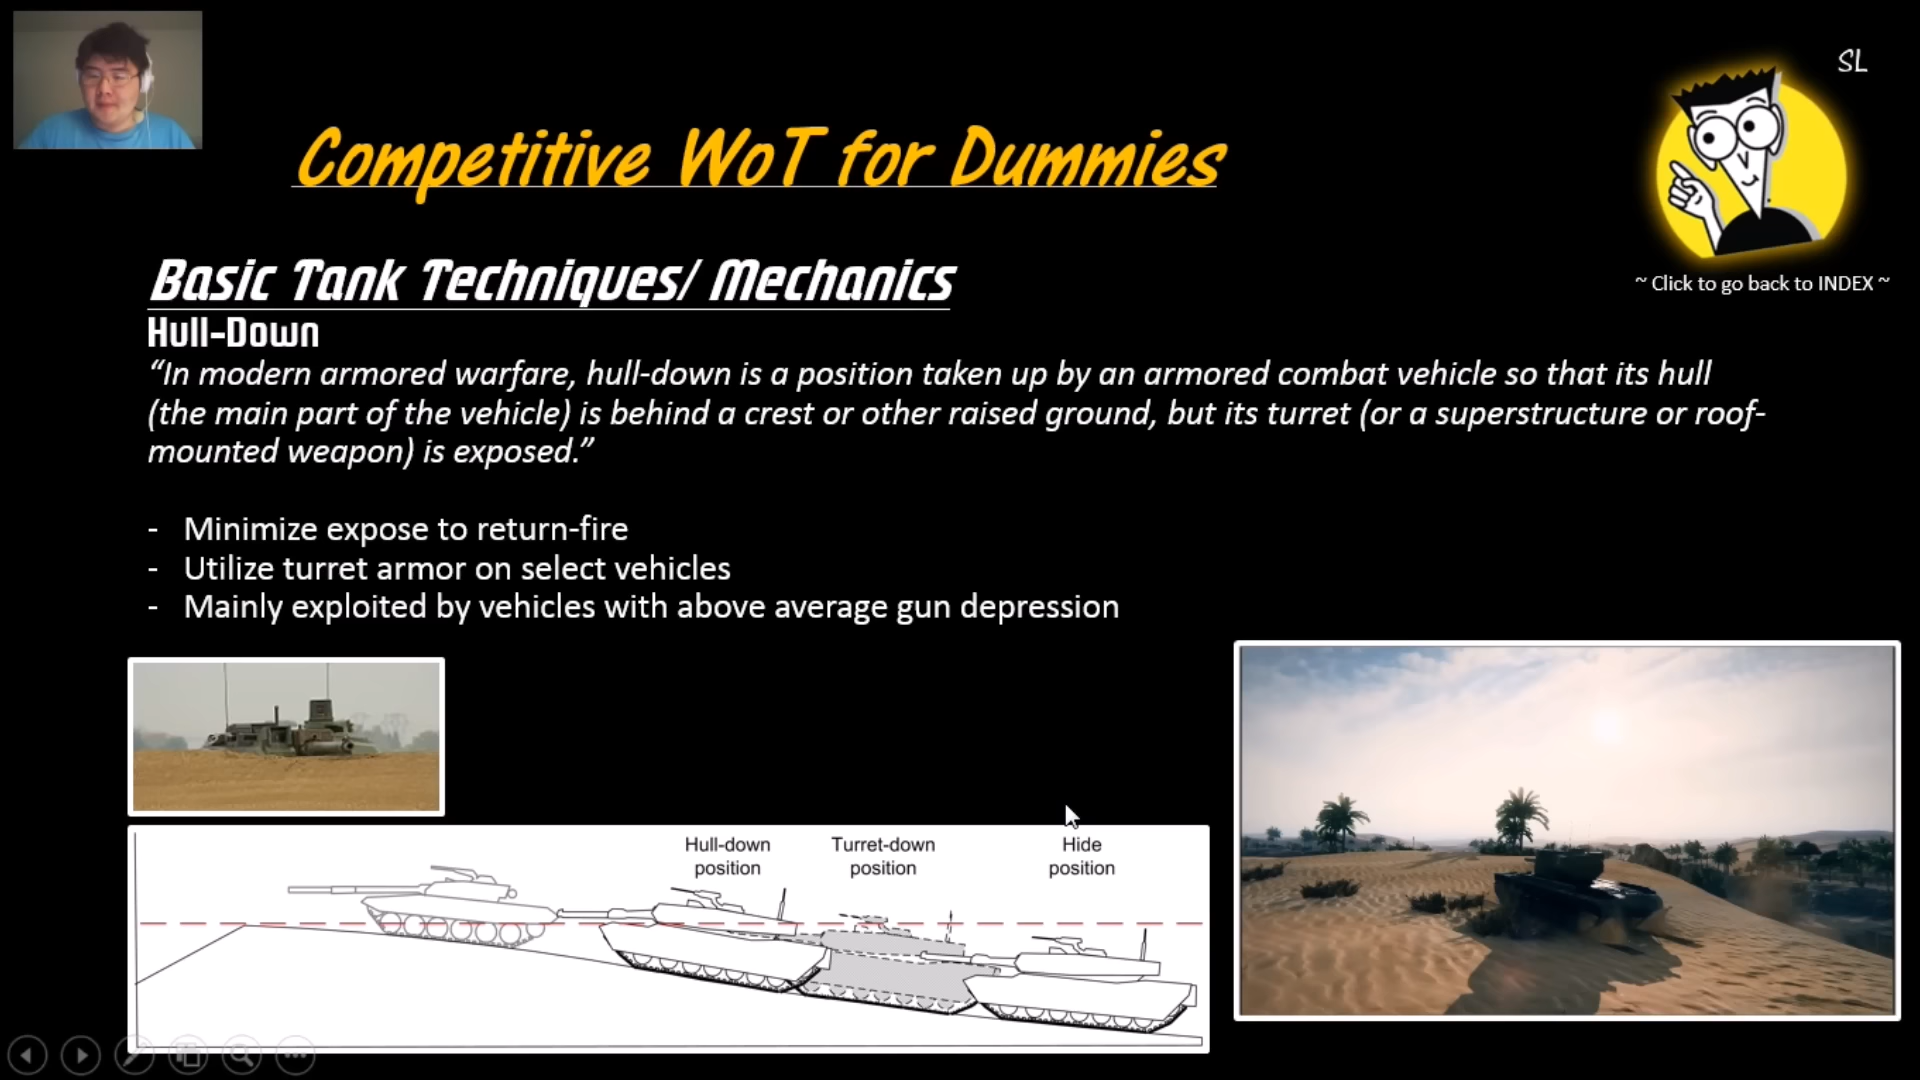 SL
Competitive WoT for Dummies
~ Click to go back to INDEX ~
Basic Tank Techniques/ Mechanics
Hull-Down
“In modern armored warfare, hull-down is a position taken up by an armored combat vehicle so that its hull
(the main part of the vehicle) is behind a crest or other raised ground, but its turret (or a superstructure or roof-
mounted weapon) is exposed.”
- Minimize expose to return-fire
- Utilize turret armor on select vehicles
- Mainly exploited by vehicles with above average gun depression
Hull-down
position
Turret-down
position
Hide
position